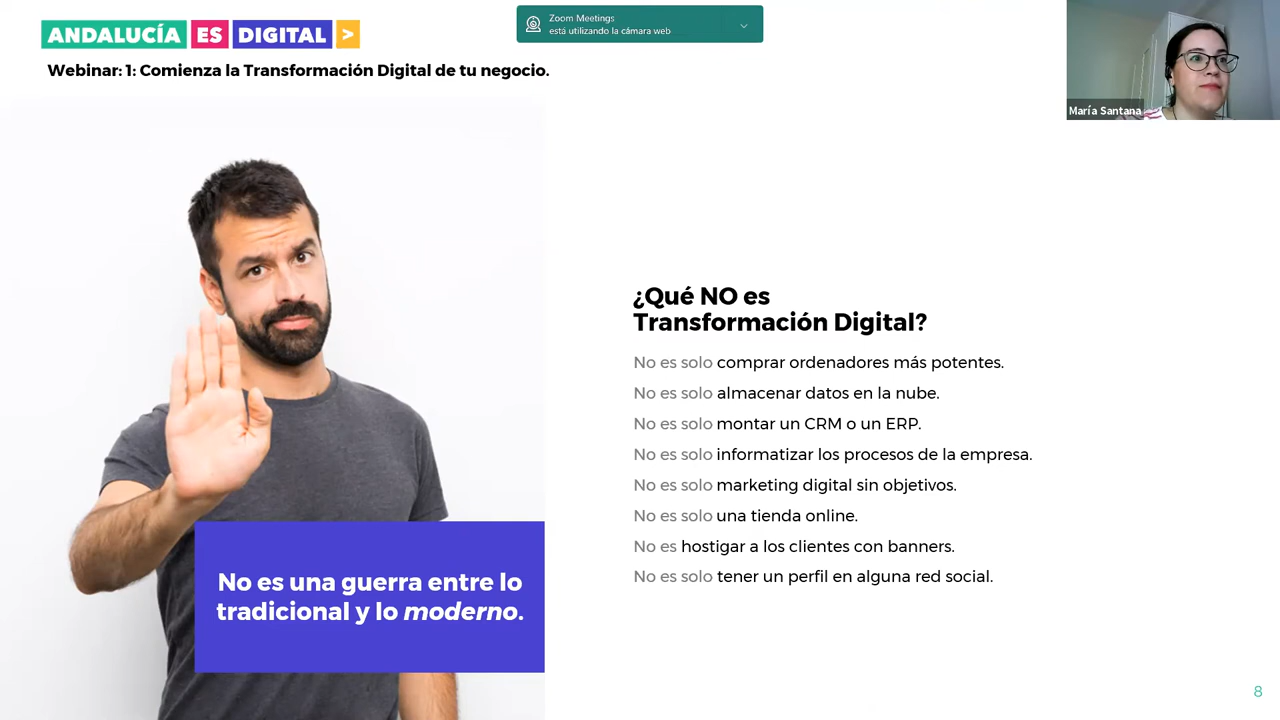 ANDALUCÍA ES DIGITAL >
Zoom Meetings
está utilizando la cámara web
Webinar: 1: Comienza la Transformación Digital de tu negocio.
María Santana
¿Qué NO es
Transformación Digital?
No es solo comprar ordenadores más potentes.
No es solo almacenar datos en la nube.
No es solo montar un CRM o un ERP.
No es solo informatizar los procesos de la empresa.
No es solo marketing digital sin objetivos.
No es solo una tienda online.
No es hostigar a los clientes con banners.
No es solo tener un perfil en alguna red social.
No es una guerra entre lo
tradicional y lo moderno.
8